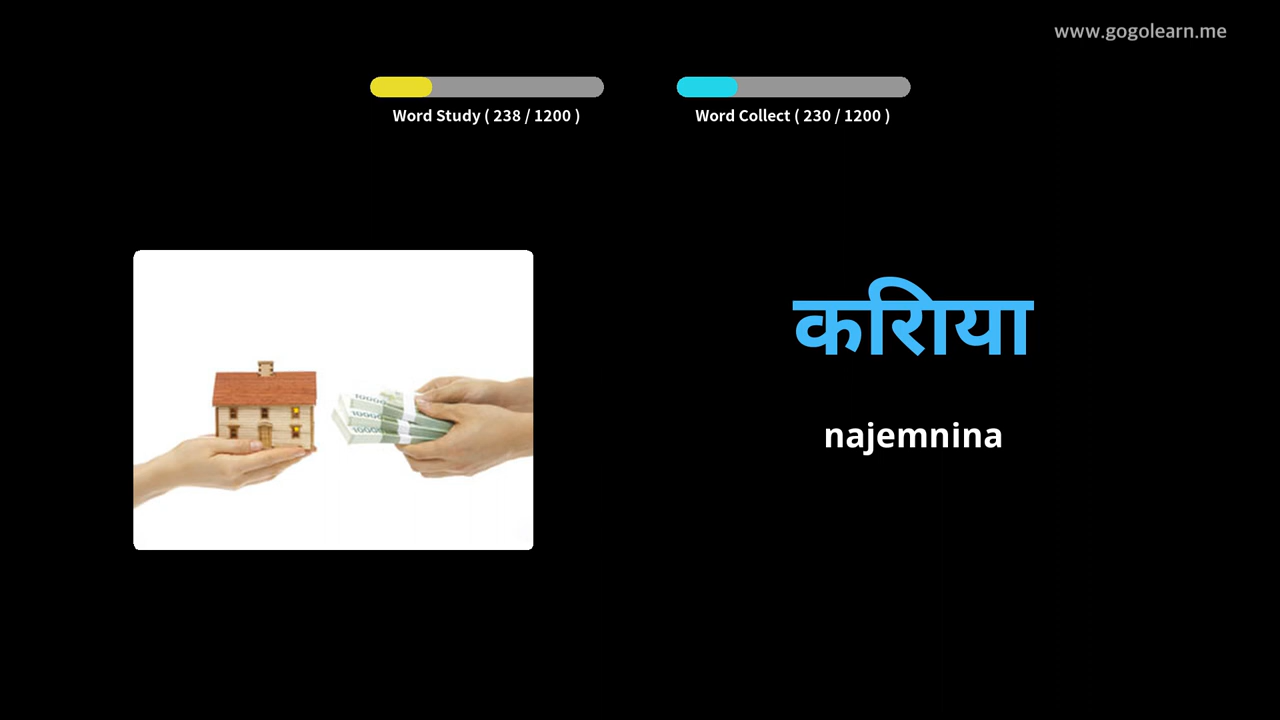 www.gogolearn.me
Word Study ( 238 / 1200 )
Word Collect ( 230 / 1200 )
करिाया
najemnina